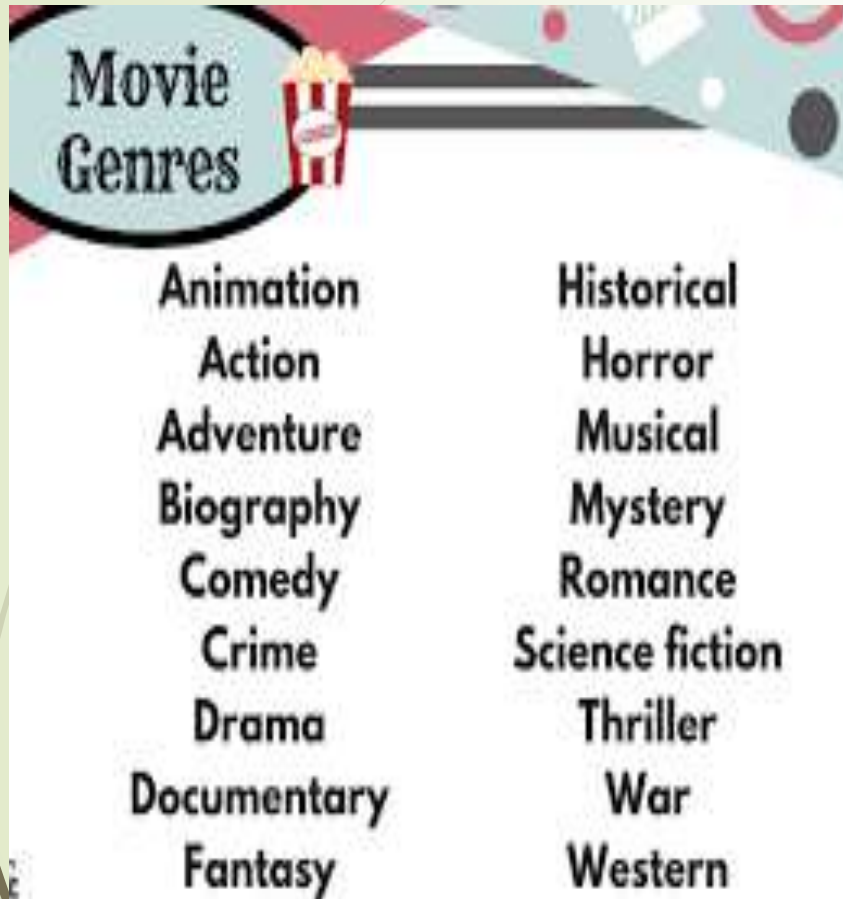 Movie
Genres
Animation
Action
Adventure
Biography
Comedy
Crime
Drama
Documentary
Fantasy
Historical
Horror
Musical
Mystery
Romance
Science fiction
Thriller
War
Western